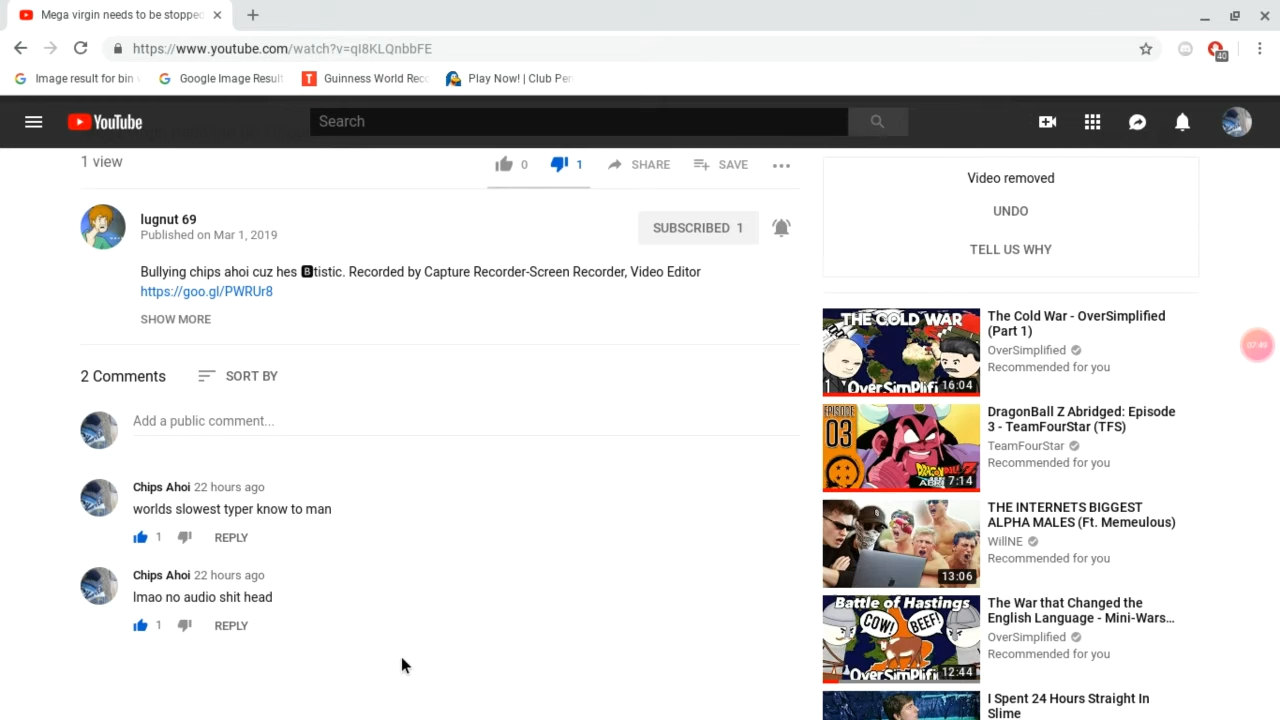 Mega virgin needs to be stopped
https://www.youtube.com/watch?v=qI8KLQnbbFE
40
Image result for bin
Google Image Result
Guinness World Rec
Play Now! | Club Pen
YouTube
Search
1 view
0
1
SHARE
SAVE
lugnut 69
Published on Mar 1, 2019
SUBSCRIBED 1
Bullying chips ahoi cuz hes 🅱tistic. Recorded by Capture Recorder-Screen Recorder, Video Editor
https://goo.gl/PWRUr8
SHOW MORE
2 Comments
SORT BY
Add a public comment...
Chips Ahoi 22 hours ago
worlds slowest typer know to man
1
REPLY
Chips Ahoi 22 hours ago
lmao no audio shit head
1
REPLY
Video removed
UNDO
TELL US WHY
THE COLD WAR
1
OverSimplifi
16:04
The Cold War - OverSimplified
(Part 1)
OverSimplified
Recommended for you
EPISODE
03
DRAGONBALL Z
7:14
DragonBall Z Abridged: Episode
3 - TeamFourStar (TFS)
TeamFourStar
Recommended for you
13:06
THE INTERNETS BIGGEST
ALPHA MALES (Ft. Memeulous)
WillNE
Recommended for you
Battle of Hastings
COW!
BEEF!
OverSimplifi
12:44
The War that Changed the
English Language - Mini-Wars...
OverSimplified
Recommended for you
I Spent 24 Hours Straight In
Slime
07:49